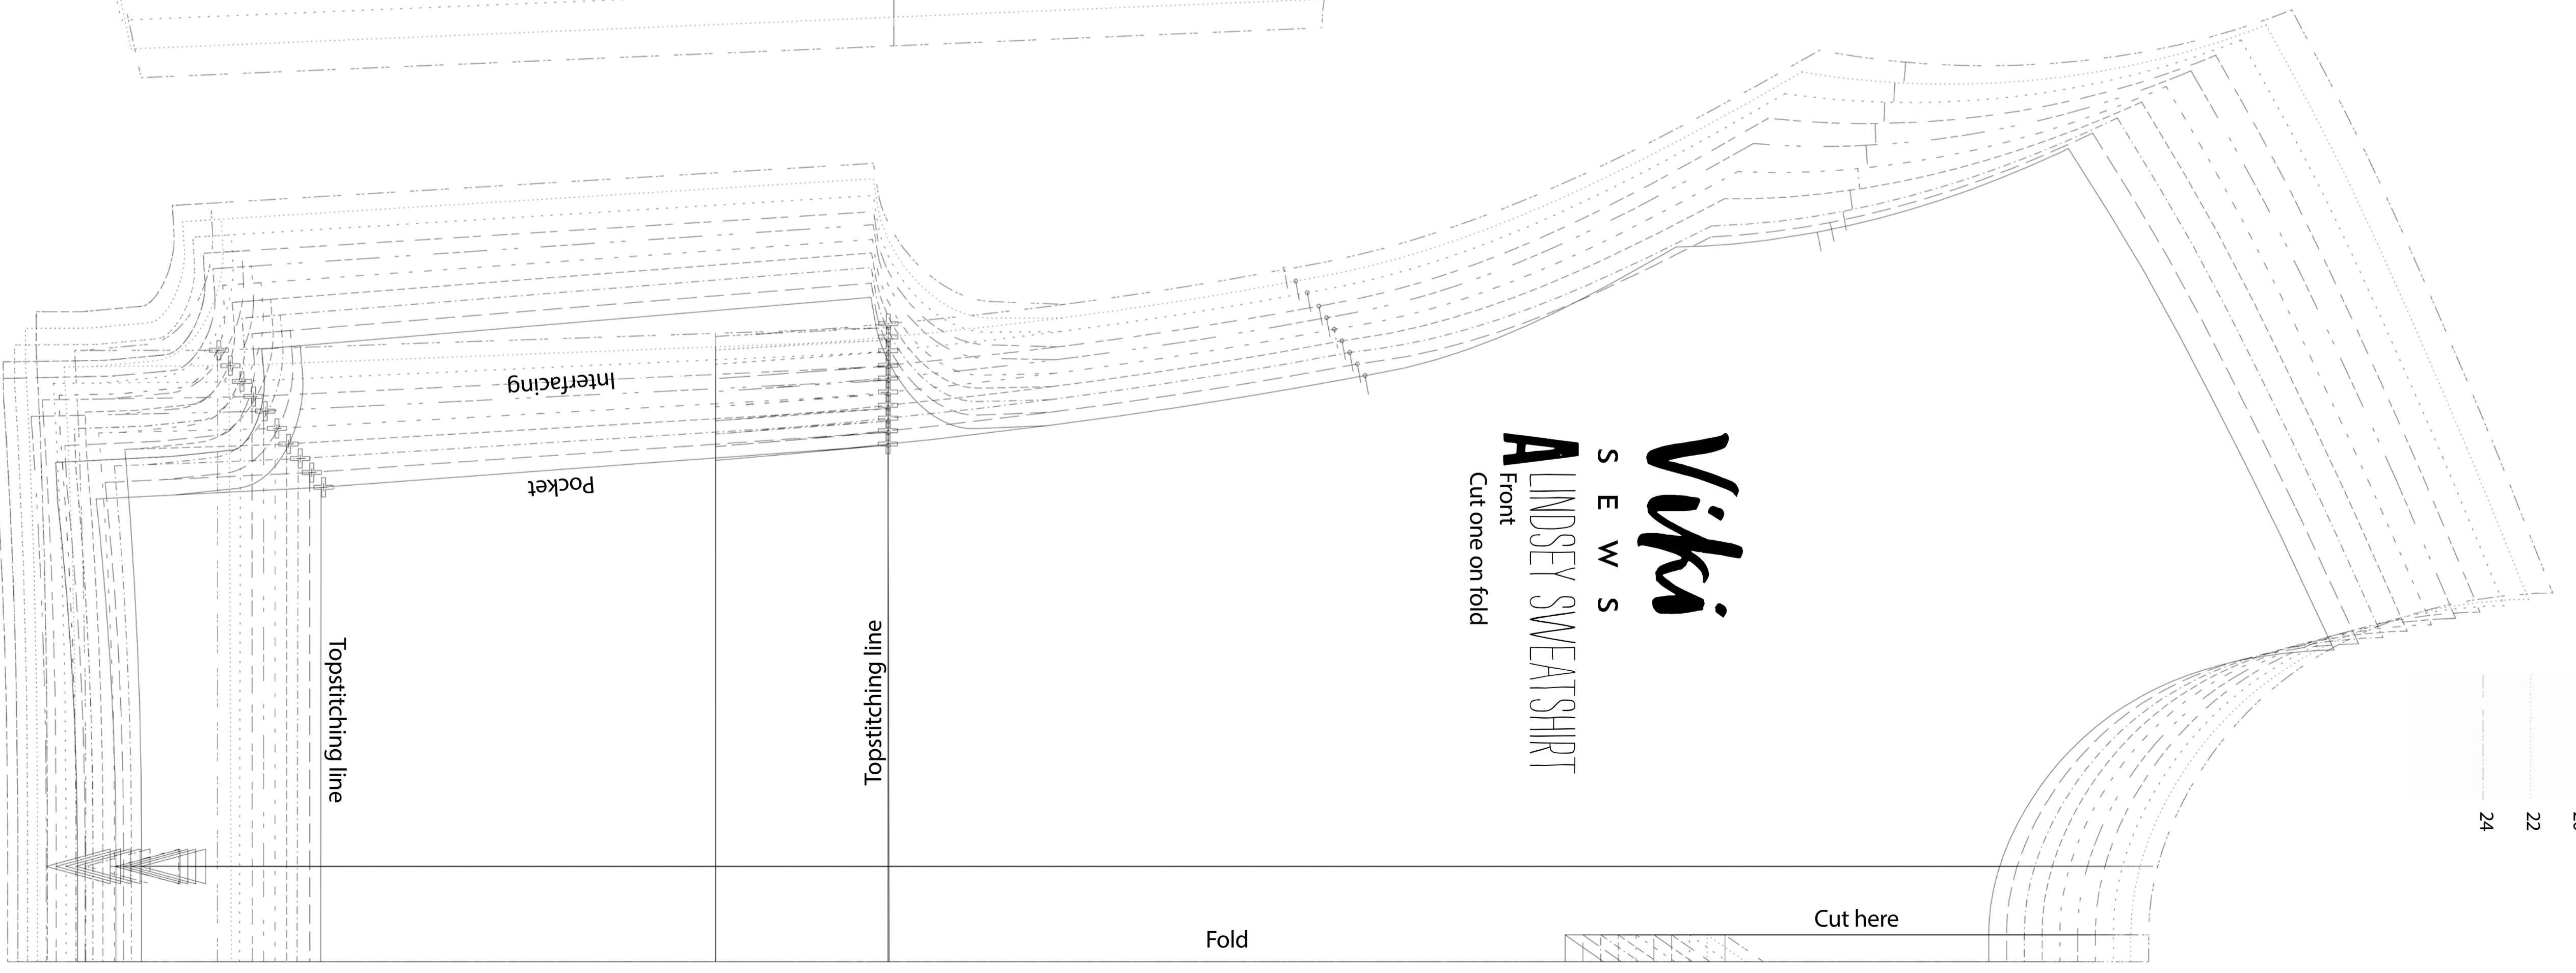 Viki
SEWS
A
LINDSEY SWEATSHIRT
Front
Cut one on fold
Interfacing
Pocket
Topstitching line
Topstitching line
Fold
Cut here
24
22